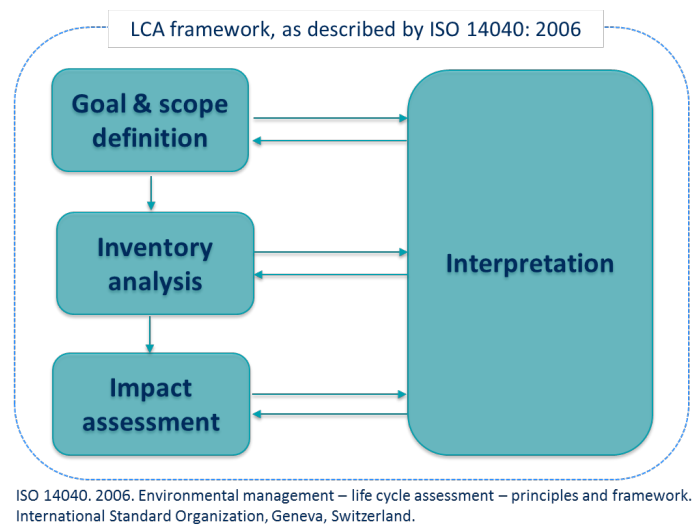 LCA framework, as described by ISO 14040: 2006
Goal & scope
definition
Inventory
analysis
Interpretation
Impact
assessment
ISO 14040. 2006. Environmental management – life cycle assessment – principles and framework.
International Standard Organization, Geneva, Switzerland.